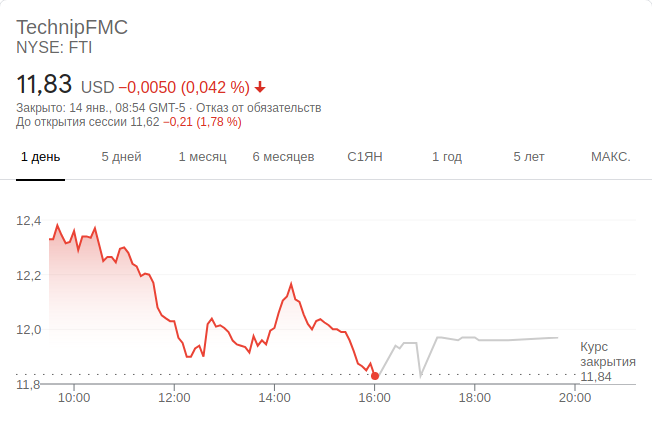 TechnipFMC
NYSE: FTI
11,83 USD −0,0050 (0,042 %)
Закрыто: 14 янв., 08:54 GMT-5 · Отказ от обязательств
До открытия сессии 11,62 −0,21 (1,78 %)
1 день 5 дней 1 месяц 6 месяцев С1ЯН 1 год 5 лет МАКС.
12,4
12,2
12,0
Курс
закрытия
11,84
11,8
10:00 12:00 14:00 16:00 18:00 20:00